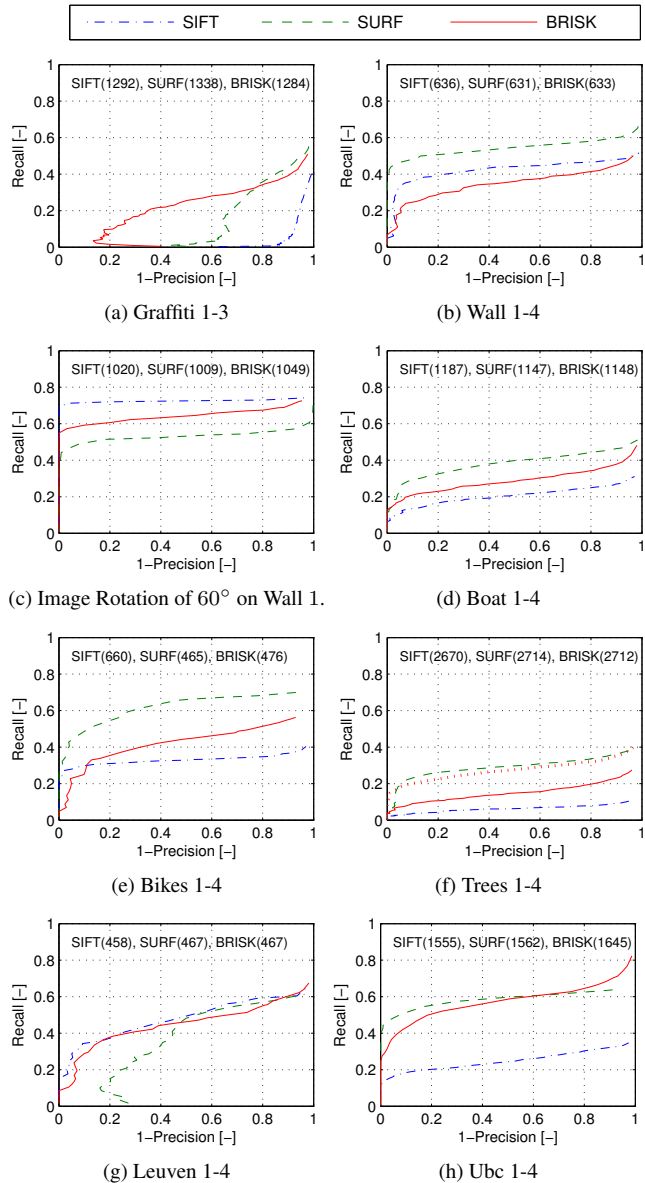 SIFT SURF BRISK
SIFT(1292), SURF(1338), BRISK(1284)
Recall [−]
1
0.8
0.6
0.4
0.2
0
0 0.2 0.4 0.6 0.8 1
1−Precision [−]
(a) Graffiti 1-3
SIFT(636), SURF(631), BRISK(633)
Recall [−]
1
0.8
0.6
0.4
0.2
0
0 0.2 0.4 0.6 0.8 1
1−Precision [−]
(b) Wall 1-4
SIFT(1020), SURF(1009), BRISK(1049)
Recall [−]
1
0.8
0.6
0.4
0.2
0
0 0.2 0.4 0.6 0.8 1
1−Precision [−]
(c) Image Rotation of 60° on Wall 1.
SIFT(1187), SURF(1147), BRISK(1148)
Recall [−]
1
0.8
0.6
0.4
0.2
0
0 0.2 0.4 0.6 0.8 1
1−Precision [−]
(d) Boat 1-4
SIFT(660), SURF(465), BRISK(476)
Recall [−]
1
0.8
0.6
0.4
0.2
0
0 0.2 0.4 0.6 0.8 1
1−Precision [−]
(e) Bikes 1-4
SIFT(2670), SURF(2714), BRISK(2712)
Recall [−]
1
0.8
0.6
0.4
0.2
0
0 0.2 0.4 0.6 0.8 1
1−Precision [−]
(f) Trees 1-4
SIFT(458), SURF(467), BRISK(467)
Recall [−]
1
0.8
0.6
0.4
0.2
0
0 0.2 0.4 0.6 0.8 1
1−Precision [−]
(g) Leuven 1-4
SIFT(1555), SURF(1562), BRISK(1645)
Recall [−]
1
0.8
0.6
0.4
0.2
0
0 0.2 0.4 0.6 0.8 1
1−Precision [−]
(h) Ubc 1-4